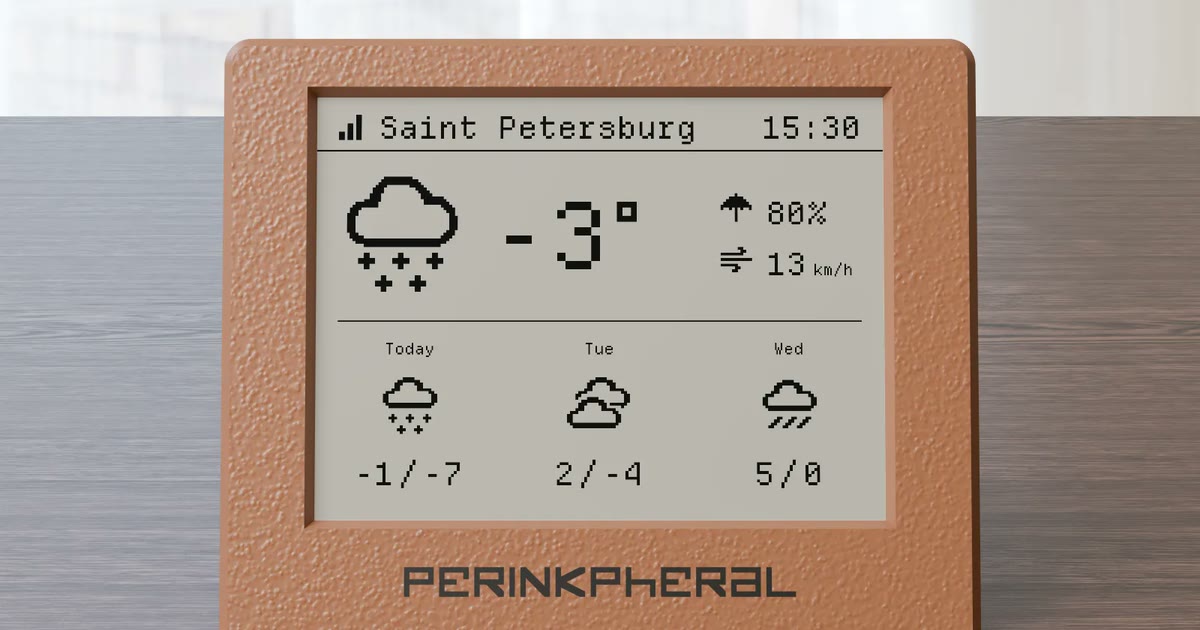 Saint Petersburg 15:30
-3°
80%
13 km/h
Today Tue Wed
-1/-7 2/-4 5/0
PERINKPHERAL